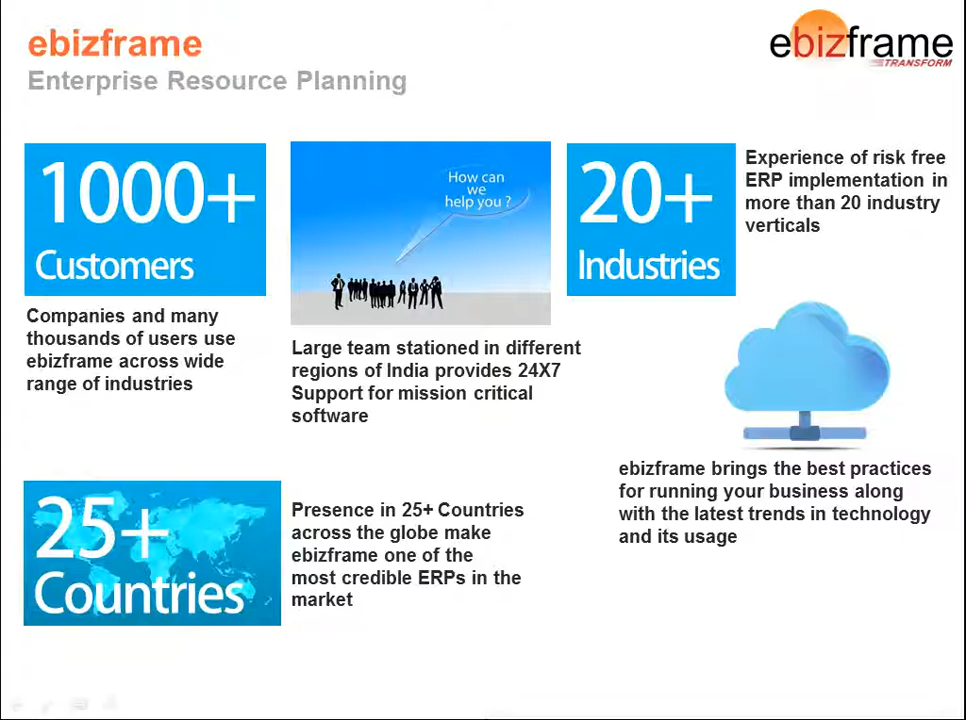 ebizframe
Enterprise Resource Planning
ebizframe
TRANSFORM
1000+
Customers
Companies and many
thousands of users use
ebizframe across wide
range of industries
How can
we
help you ?
Large team stationed in different
regions of India provides 24X7
Support for mission critical
software
20+
Industries
Experience of risk free
ERP implementation in
more than 20 industry
verticals
ebizframe brings the best practices
for running your business along
with the latest trends in technology
and its usage
25+
Countries
Presence in 25+ Countries
across the globe make
ebizframe one of the
most credible ERPs in the
market